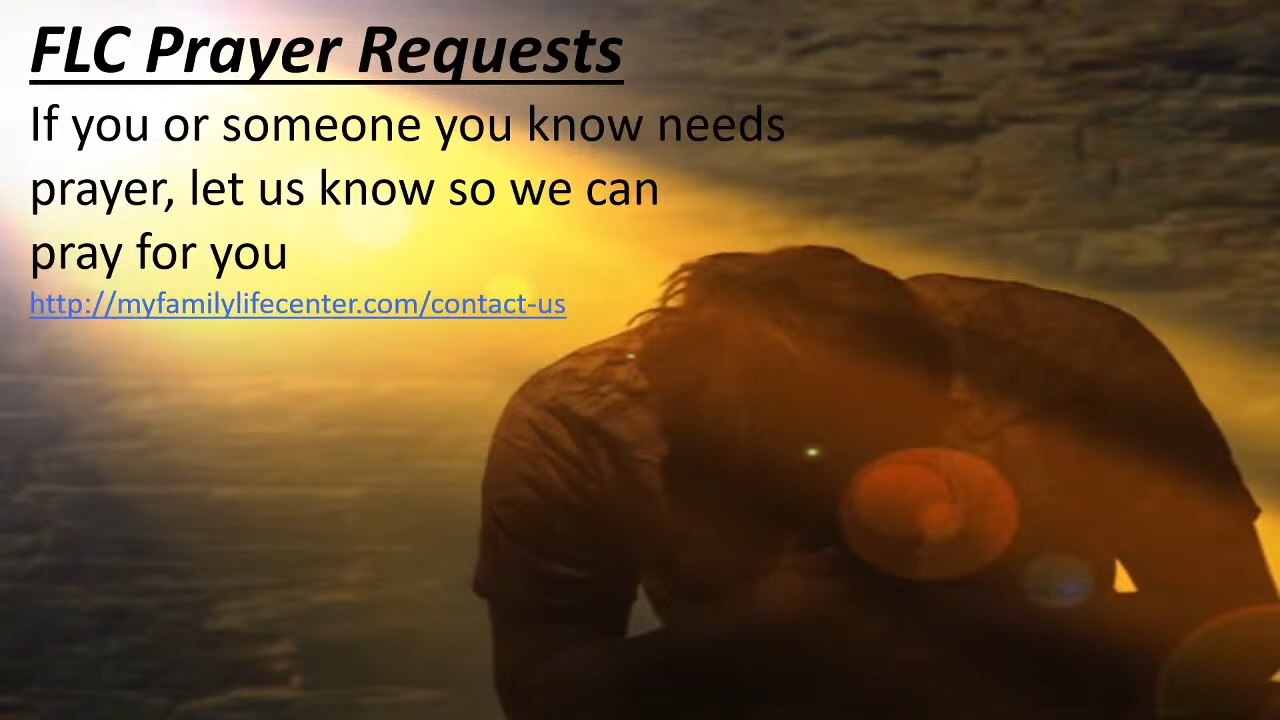 FLC Prayer Requests
If you or someone you know needs
prayer, let us know so we can
pray for you
http://myfamilylifecenter.com/contact-us